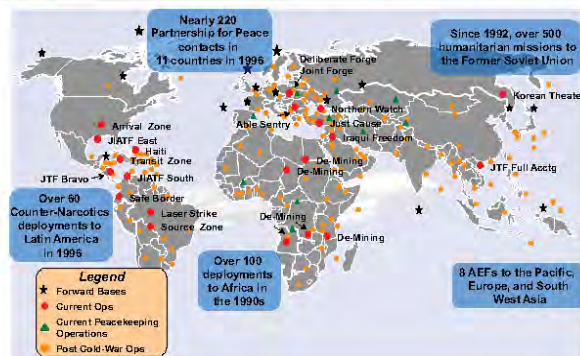 Nearly 220
Partnership for Peace
contacts in
11 countries in 1996
Since 1992, over 500
humanitarian missions to
the Former Soviet Union
Deliberate Forge
Joint Forge
Korean Theater
Northern Watch
Able Sentry
Just Cause
Iraqui Freedom
Arrival Zone
JIATF East
Haiti
Transit Zone
JTF Bravo
JIATF South
De-Mining
De-Mining
JTF Full Acctg
Safe Border
Over 60
Counter-Narcotics
deployments to
Latin America
in 1996
Laser Strike
Source Zone
De-Mining
De-Mining
Over 100
deployments
to Africa in
the 1990s
8 AEFs to the Pacific,
Europe, and South
West Asia
Legend
Forward Bases
Current Ops
Current Peacekeeping
Operations
Post Cold-War Ops